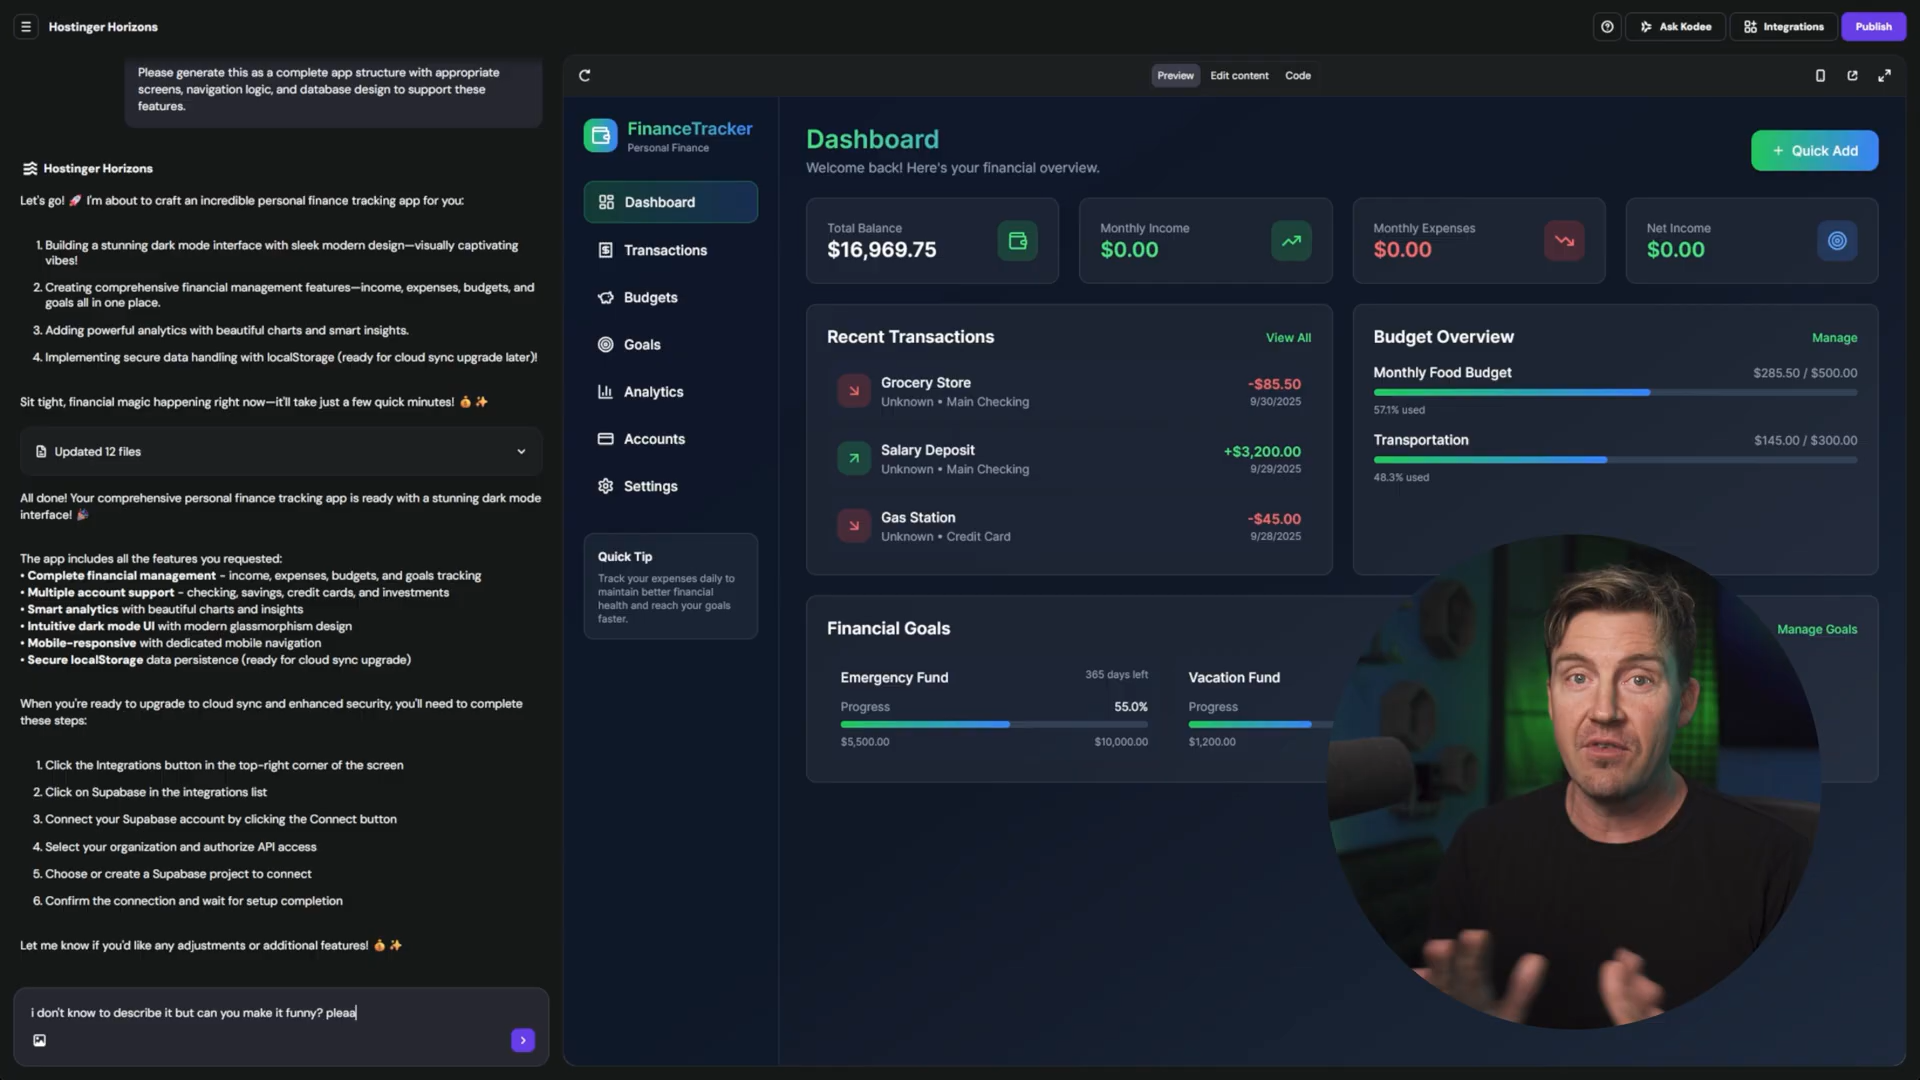 Hostinger Horizons
Ask Kodee
Integrations
Publish
Please generate this as a complete app structure with appropriate
screens, navigation logic, and database design to support these
features.
Hostinger Horizons
Let's go! 🚀 I'm about to craft an incredible personal finance tracking app for you:
1. Building a stunning dark mode interface with sleek modern design—visually captivating
vibes!
2. Creating comprehensive financial management features—income, expenses, budgets, and
goals all in one place.
3. Adding powerful analytics with beautiful charts and smart insights.
4. Implementing secure data handling with localStorage (ready for cloud sync upgrade later)!
Sit tight, financial magic happening right now—it'll take just a few quick minutes! 💰 ✨
Updated 12 files
All done! Your comprehensive personal finance tracking app is ready with a stunning dark mode
interface! 🎉
The app includes all the features you requested:
• Complete financial management - income, expenses, budgets, and goals tracking
• Multiple account support - checking, savings, credit cards, and investments
• Smart analytics with beautiful charts and insights
• Intuitive dark mode UI with modern glassmorphism design
• Mobile-responsive with dedicated mobile navigation
• Secure localStorage data persistence (ready for cloud sync upgrade)
When you're ready to upgrade to cloud sync and enhanced security, you'll need to complete
these steps:
1. Click the Integrations button in the top-right corner of the screen
2. Click on Supabase in the integrations list
3. Connect your Supabase account by clicking the Connect button
4. Select your organization and authorize API access
5. Choose or create a Supabase project to connect
6. Confirm the connection and wait for setup completion
Let me know if you'd like any adjustments or additional features! 💰 ✨
i don't know to describe it but can you make it funny? pleaa
Preview
Edit content
Code
FinanceTracker
Personal Finance
Dashboard
Transactions
Budgets
Goals
Analytics
Accounts
Settings
Quick Tip
Track your expenses daily to
maintain better financial
health and reach your goals
faster.
Dashboard
Welcome back! Here's your financial overview.
+ Quick Add
Total Balance
$16,969.75
Monthly Income
$0.00
Monthly Expenses
$0.00
Net Income
$0.00
Recent Transactions
View All
Grocery Store
-$85.50
Unknown • Main Checking
9/30/2025
Salary Deposit
+$3,200.00
Unknown • Main Checking
9/29/2025
Gas Station
-$45.00
Unknown • Credit Card
9/28/2025
Budget Overview
Manage
Monthly Food Budget
$285.50 / $500.00
57.1% used
Transportation
$145.00 / $300.00
48.3% used
Financial Goals
Manage Goals
Emergency Fund
365 days left
Progress
55.0%
$5,500.00
$10,000.00
Vacation Fund
Progress
$1,200.00